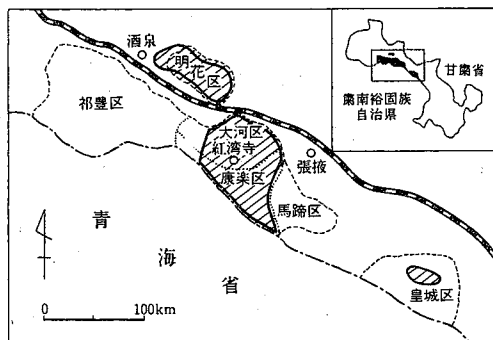 酒泉
明
花
区
祁豊区
大河区
紅湾寺
康楽区
張掖
馬蹄区
皇城区
青
海
省
0 100km
甘粛省
粛南裕固族
自治県